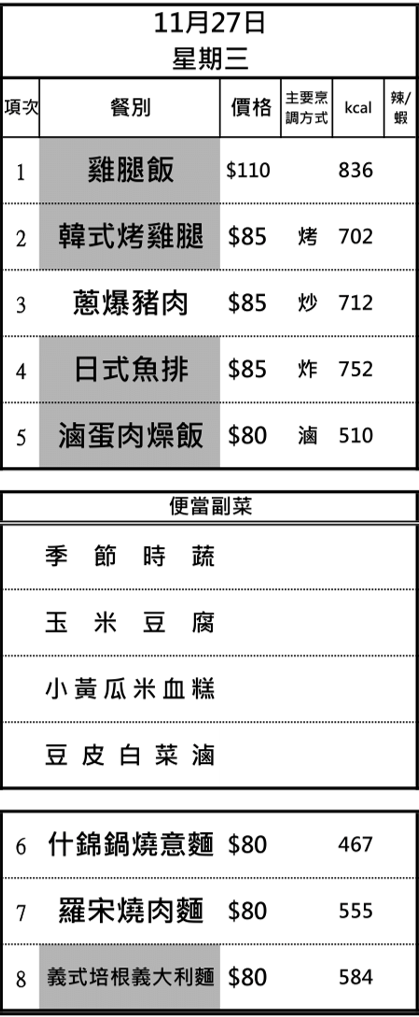 11月27日
星期三
項次 餐別 價格 主要烹調方式 kcal 辣/蝦
1 雞腿飯 $110 836
2 韓式烤雞腿 $85 烤 702
3 蔥爆豬肉 $85 炒 712
4 日式魚排 $85 炸 752
5 滷蛋肉燥飯 $80 滷 510
便當副菜
季節時蔬
玉米豆腐
小黃瓜米血糕
豆皮白菜滷
6 什錦鍋燒意麵 $80 467
7 羅宋燒肉麵 $80 555
8 義式培根義大利麵 $80 584